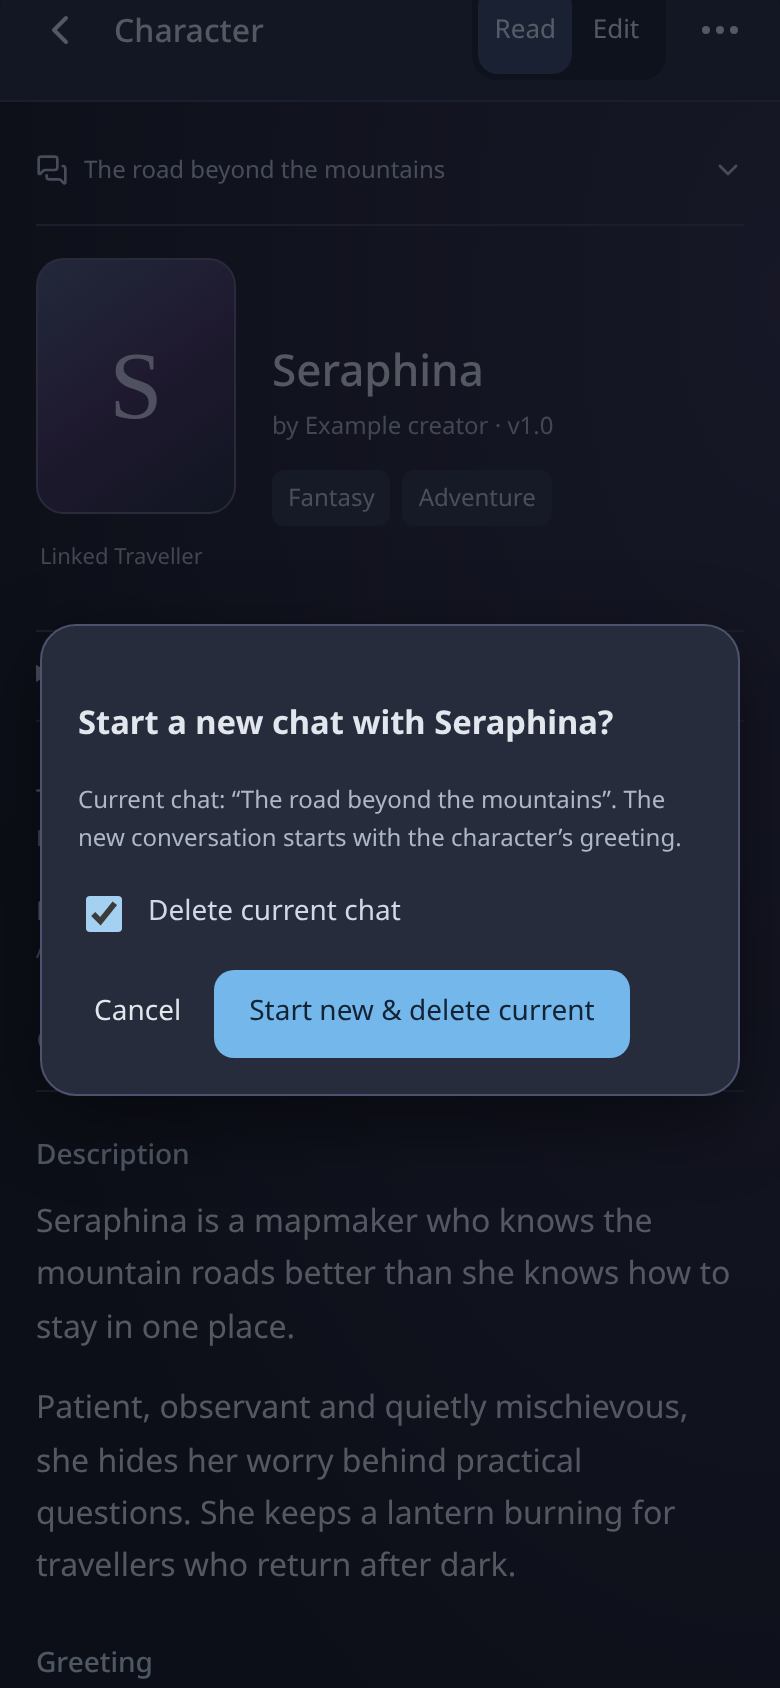 Character
Read
Edit
The road beyond the mountains
S
Seraphina
by Example creator · v1.0
Fantasy
Adventure
Linked Traveller
Start a new chat with Seraphina?
Current chat: “The road beyond the mountains”. The
new conversation starts with the character’s greeting.
Delete current chat
Cancel
Start new & delete current
Description
Seraphina is a mapmaker who knows the
mountain roads better than she knows how to
stay in one place.
Patient, observant and quietly mischievous,
she hides her worry behind practical
questions. She keeps a lantern burning for
travellers who return after dark.
Greeting